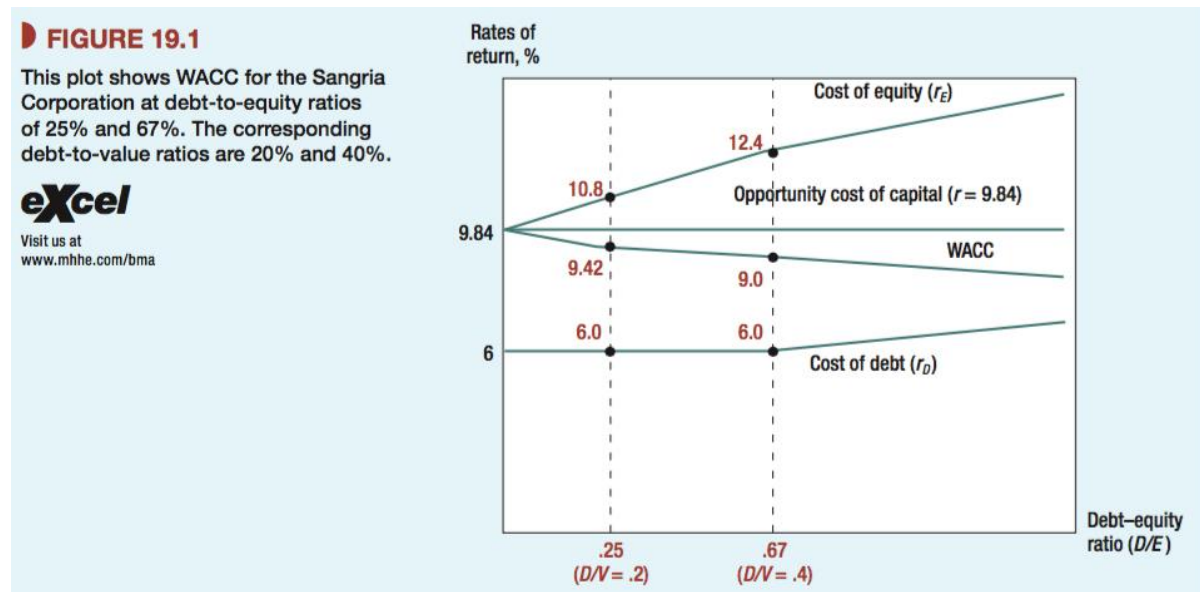 FIGURE 19.1
This plot shows WACC for the Sangria
Corporation at debt-to-equity ratios
of 25% and 67%. The corresponding
debt-to-value ratios are 20% and 40%.
eXcel
Visit us at
www.mhhe.com/bma
Rates of
return, %
Cost of equity (rE)
12.4
10.8
Opportunity cost of capital (r = 9.84)
9.84
WACC
9.42
9.0
6.0
6.0
6
Cost of debt (rD)
Debt–equity
ratio (D/E)
.25
(D/V = .2)
.67
(D/V = .4)